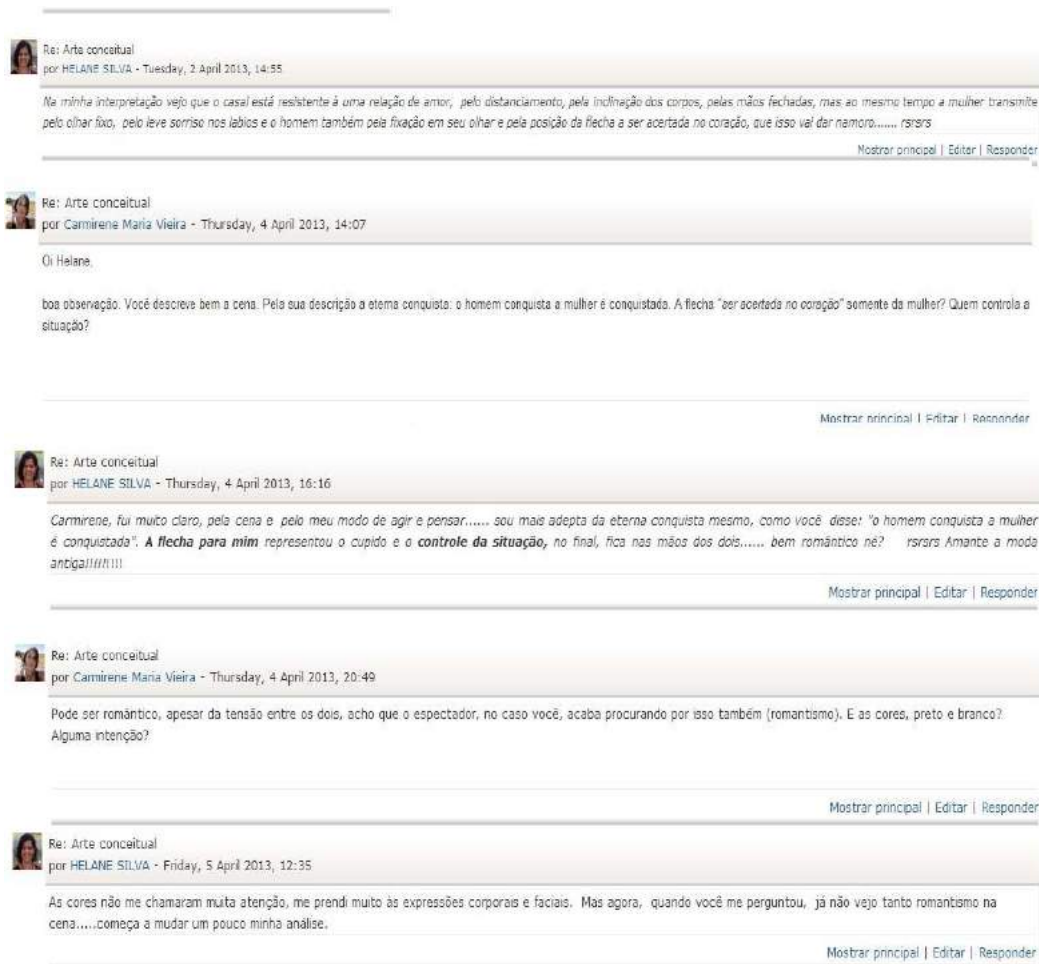 Re: Arte conceitual
por HELANE SILVA - Tuesday, 2 April 2013, 14:55
Na minha interpretação vejo que o casal está resistente à uma relação de amor, pelo distanciamento, pela inclinação dos corpos, pelas mãos fechadas, mas ao mesmo tempo a mulher transmite
pelo olhar fixo, pelo leve sorriso nos labios e o homem também pela fixação em seu olhar e pela posição da flecha a ser acertada no coração, que isso vai dar namoro....... rsrsrs
Mostrar principal | Editar | Responder
Re: Arte conceitual
por Carmirene Maria Vieira - Thursday, 4 April 2013, 14:07
Oi Helane,
boa observação. Você descreve bem a cena. Pela sua descrição a eterna conquista: o homem conquista a mulher é conquistada. A flecha "ser acertada no coração" somente da mulher? Quem controla a
situação?
Mostrar principal | Editar | Responder
Re: Arte conceitual
por HELANE SILVA - Thursday, 4 April 2013, 16:16
Carmirene, fui muito claro, pela cena e pelo meu modo de agir e pensar...... sou mais adepta da eterna conquista mesmo, como você disse: "o homem conquista a mulher
é conquistada". A flecha para mim representou o cupido e o controle da situação, no final, fica nas mãos dos dois...... bem romântico né? rsrsrs Amante a moda
antiga!!!!!!!!!
Mostrar principal | Editar | Responder
Re: Arte conceitual
por Carmirene Maria Vieira - Thursday, 4 April 2013, 20:49
Pode ser romântico, apesar da tensão entre os dois, acho que o espectador, no caso você, acaba procurando por isso também (romantismo). E as cores, preto e branco?
Alguma intenção?
Mostrar principal | Editar | Responder
Re: Arte conceitual
por HELANE SILVA - Friday, 5 April 2013, 12:35
As cores não me chamaram muita atenção, me prendi muito às expressões corporais e faciais. Mas agora, quando você me perguntou, já não vejo tanto romantismo na
cena.....começa a mudar um pouco minha análise.
Mostrar principal | Editar | Responder